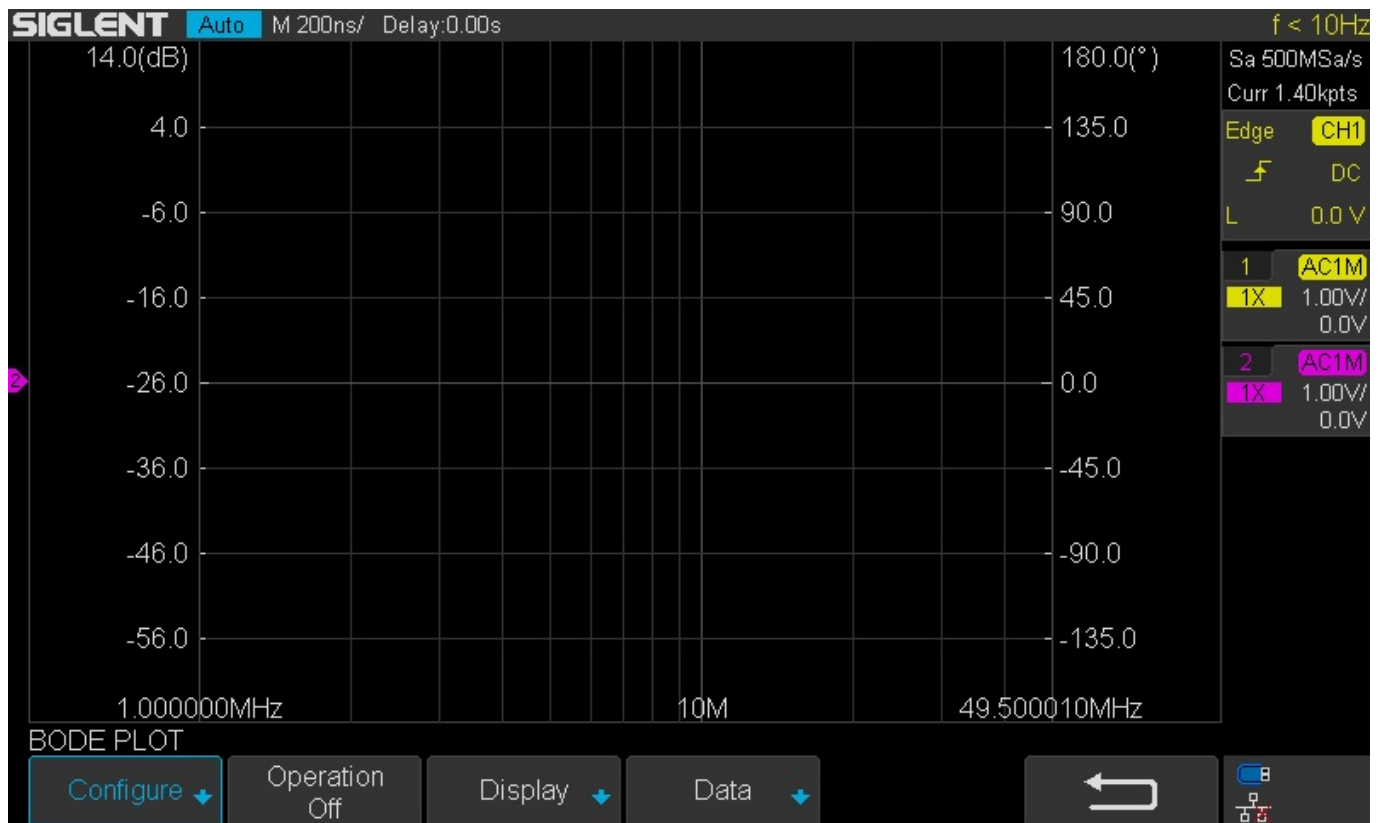 SIGLENT Auto M 200ns/ Delay:0.00s f < 10Hz
14.0(dB) 180.0(°) Sa 500MSa/s
Curr 1.40kpts
4.0 135.0 Edge CH1
DC
-6.0 90.0 L 0.0 V
1 AC1M
-16.0 45.0 1X 1.00V/
0.0V
2 AC1M
2 -26.0 0.0 1X 1.00V/
0.0V
-36.0 -45.0
-46.0 -90.0
-56.0 -135.0
1.000000MHz 10M 49.500010MHz
BODE PLOT
Configure Operation Display Data
Off